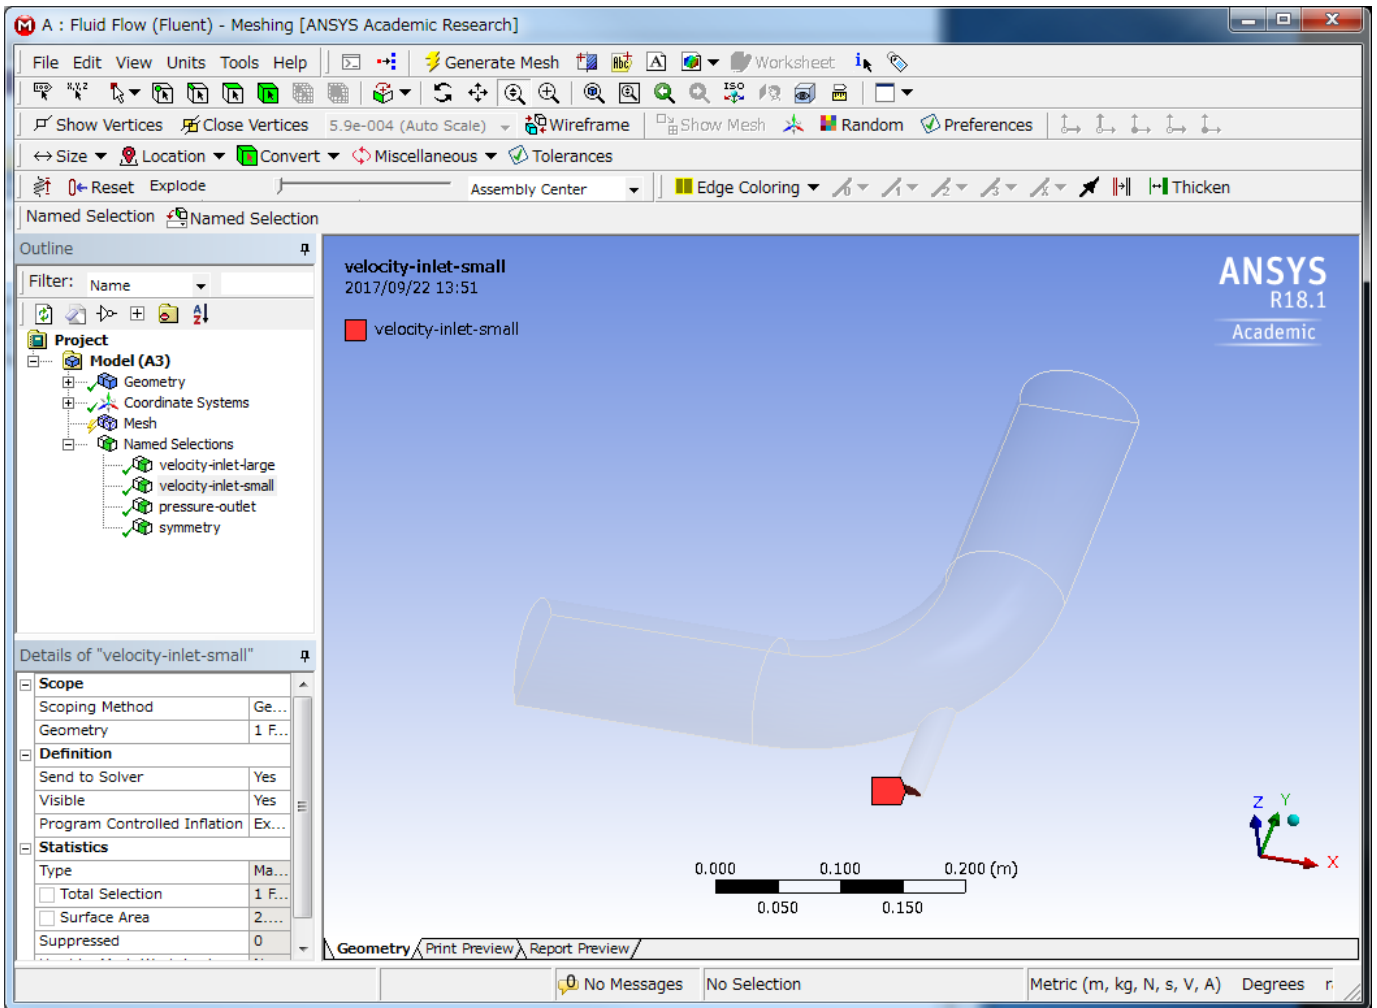 A : Fluid Flow (Fluent) - Meshing [ANSYS Academic Research]
File Edit View Units Tools Help Generate Mesh Worksheet
Show Vertices Close Vertices 5.9e-004 (Auto Scale) Wireframe Show Mesh Random Preferences
Size Location Convert Miscellaneous Tolerances
Reset Explode Assembly Center Edge Coloring Thicken
Named Selection Named Selection
Outline
Filter: Name
Project
Model (A3)
Geometry
Coordinate Systems
Mesh
Named Selections
velocity-inlet-large
velocity-inlet-small
pressure-outlet
symmetry
Details of "velocity-inlet-small"
Scope
Scoping Method Ge...
Geometry 1 F...
Definition
Send to Solver Yes
Visible Yes
Program Controlled Inflation Ex...
Statistics
Type Ma...
Total Selection 1 F...
Surface Area 2....
Suppressed 0
velocity-inlet-small
2017/09/22 13:51
velocity-inlet-small
ANSYS
R18.1
Academic
Z Y
X
0.000 0.100 0.200 (m)
0.050 0.150
Geometry Print Preview Report Preview
0 No Messages No Selection Metric (m, kg, N, s, V, A) Degrees